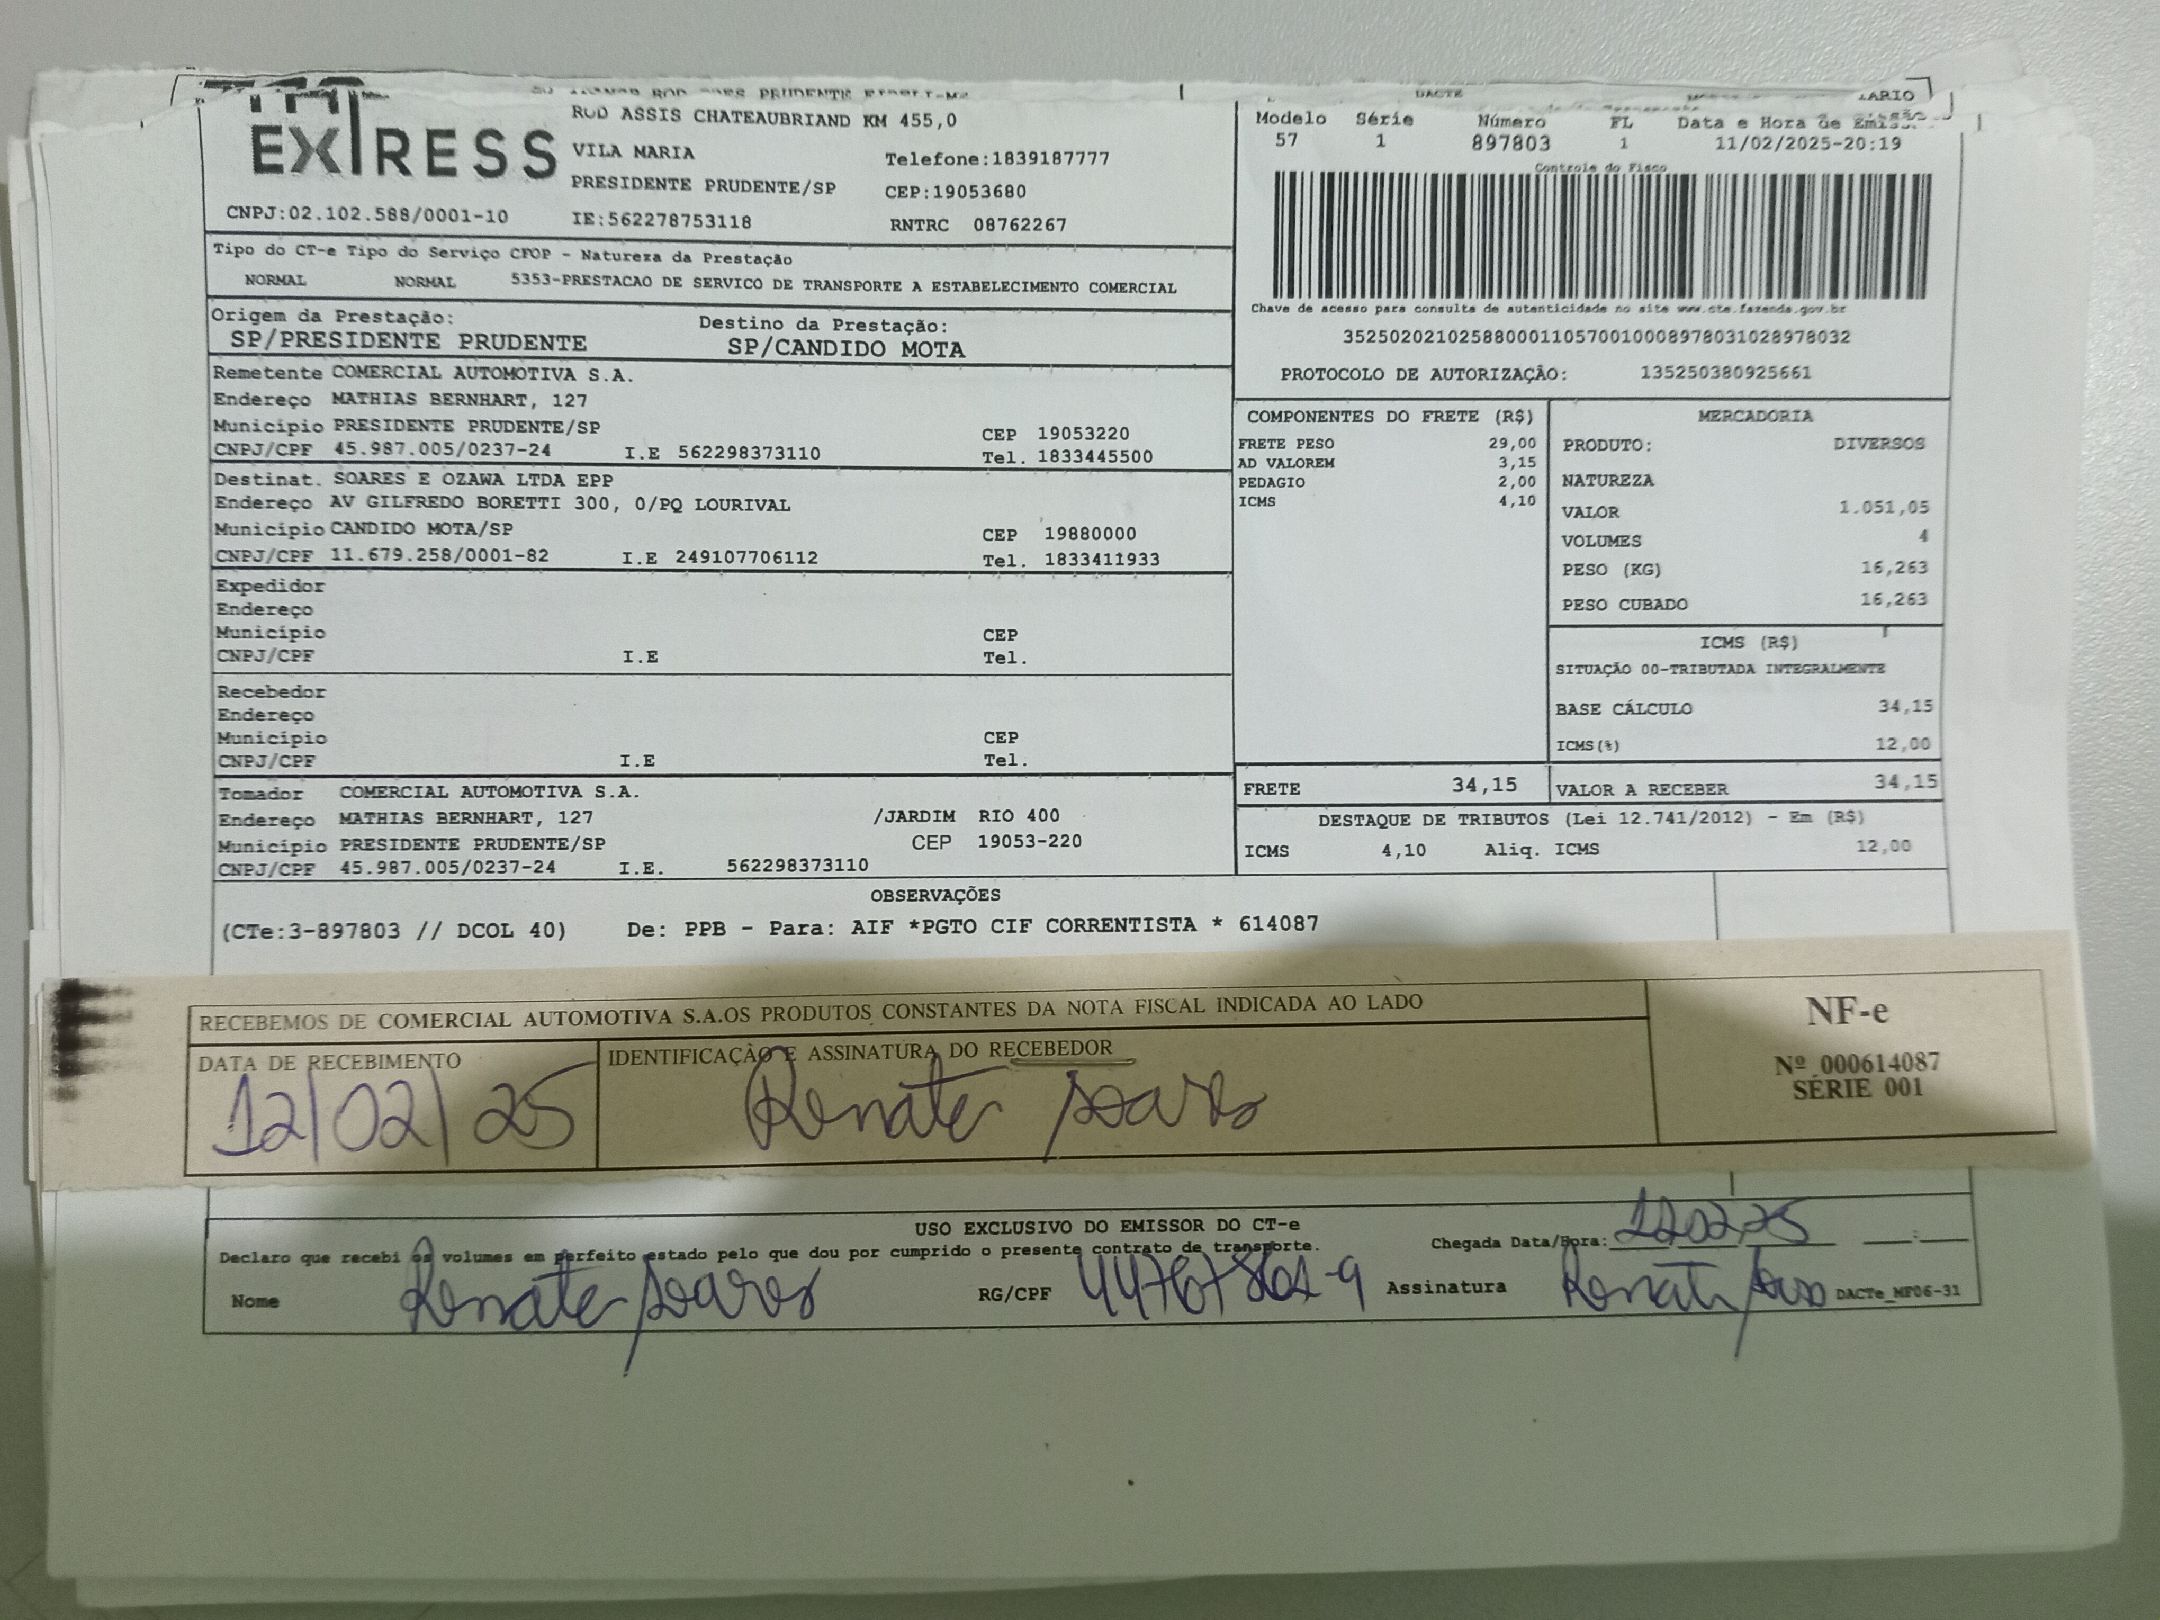 EXPRESS
ROD ASSIS CHATEAUBRIAND KM 455,0
VILA MARIA
Telefone:1839187777
PRESIDENTE PRUDENTE/SP
CEP:19053680
CNPJ:02.102.588/0001-10
IE:562278753118
RNTRC 08762267
DACTE
Modelo Série Número FL Data e Hora de
57 1 897803 1 11/02/2025-20:19
Controle do Fisco
Chave de acesso para consulta de autenticidade no site www.cte.fazenda.gov.br
35250202102588000110570010008978031028978032
PROTOCOLO DE AUTORIZAÇÃO: 135250380925661
Tipo do CT-e Tipo do Serviço CFOP - Natureza da Prestação
NORMAL NORMAL 5353-PRESTACAO DE SERVICO DE TRANSPORTE A ESTABELECIMENTO COMERCIAL
Origem da Prestação:
SP/PRESIDENTE PRUDENTE
Destino da Prestação:
SP/CANDIDO MOTA
Remetente COMERCIAL AUTOMOTIVA S.A.
Endereço MATHIAS BERNHART, 127
Município PRESIDENTE PRUDENTE/SP CEP 19053220
CNPJ/CPF 45.987.005/0237-24 I.E 562298373110 Tel. 1833445500
Destinat. SOARES E OZAWA LTDA EPP
Endereço AV GILFREDO BORETTI 300, 0/PQ LOURIVAL
Município CANDIDO MOTA/SP CEP 19880000
CNPJ/CPF 11.679.258/0001-82 I.E 249107706112 Tel. 1833411933
Expedidor
Endereço
Município CEP
CNPJ/CPF I.E Tel.
Recebedor
Endereço
Município CEP
CNPJ/CPF I.E Tel.
Tomador COMERCIAL AUTOMOTIVA S.A.
Endereço MATHIAS BERNHART, 127 /JARDIM RIO 400
Município PRESIDENTE PRUDENTE/SP CEP 19053-220
CNPJ/CPF 45.987.005/0237-24 I.E. 562298373110
COMPONENTES DO FRETE (R$)
FRETE PESO 29,00
AD VALOREM 3,15
PEDAGIO 2,00
ICMS 4,10
MERCADORIA
PRODUTO: DIVERSOS
NATUREZA
VALOR 1.051,05
VOLUMES 4
PESO (KG) 16,263
PESO CUBADO 16,263
ICMS (R$)
SITUAÇÃO 00-TRIBUTADA INTEGRALMENTE
BASE CÁLCULO 34,15
ICMS(%) 12,00
FRETE 34,15 VALOR A RECEBER 34,15
DESTAQUE DE TRIBUTOS (Lei 12.741/2012) - Em (R$)
ICMS 4,10 Aliq. ICMS 12,00
OBSERVAÇÕES
(CTe:3-897803 // DCOL 40) De: PPB - Para: AIF *PGTO CIF CORRENTISTA * 614087
RECEBEMOS DE COMERCIAL AUTOMOTIVA S.A.OS PRODUTOS CONSTANTES DA NOTA FISCAL INDICADA AO LADO
DATA DE RECEBIMENTO
12/02/25
IDENTIFICAÇÃO E ASSINATURA DO RECEBEDOR
Renata Soares
NF-e
Nº 000614087
SÉRIE 001
USO EXCLUSIVO DO EMISSOR DO CT-e
Declaro que recebi os volumes em perfeito estado pelo que dou por cumprido o presente contrato de transporte.
Chegada Data/Hora: 12 02 25
Nome Renata Soares RG/CPF Assinatura Renata Soares DACTe_MF06-31